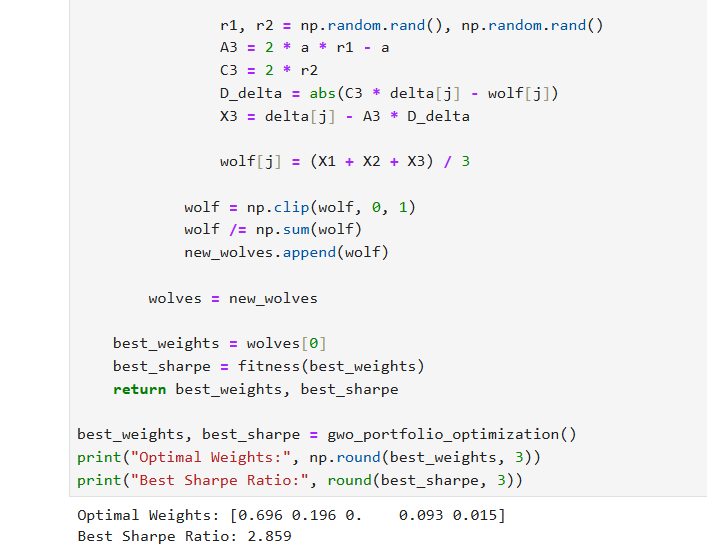 r1, r2 = np.random.rand(), np.random.rand()
A3 = 2 * a * r1 - a
C3 = 2 * r2
D_delta = abs(C3 * delta[j] - wolf[j])
X3 = delta[j] - A3 * D_delta
wolf[j] = (X1 + X2 + X3) / 3
wolf = np.clip(wolf, 0, 1)
wolf /= np.sum(wolf)
new_wolves.append(wolf)
wolves = new_wolves
best_weights = wolves[0]
best_sharpe = fitness(best_weights)
return best_weights, best_sharpe
best_weights, best_sharpe = gwo_portfolio_optimization()
print("Optimal Weights:", np.round(best_weights, 3))
print("Best Sharpe Ratio:", round(best_sharpe, 3))
Optimal Weights: [0.696 0.196 0.    0.093 0.015]
Best Sharpe Ratio: 2.859